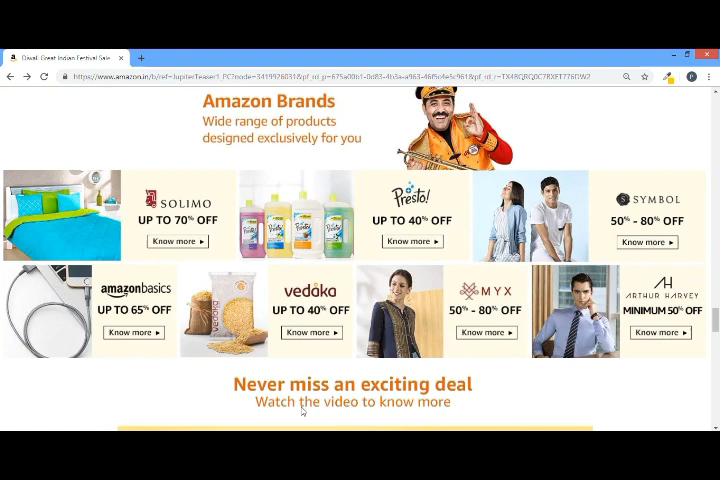 Diwali Great Indian Festival Sale
Amazon Brands
Wide range of products
designed exclusively for you
SOLIMO
UP TO 70% OFF
Know more
Presto!
UP TO 40% OFF
Know more
SYMBOL
50% - 80% OFF
Know more
amazonbasics
UP TO 65% OFF
Know more
vedaka
UP TO 40% OFF
Know more
MYX
50% - 80% OFF
Know more
AH
ARTHUR HARVEY
MINIMUM 50% OFF
Know more
Never miss an exciting deal
Watch the video to know more